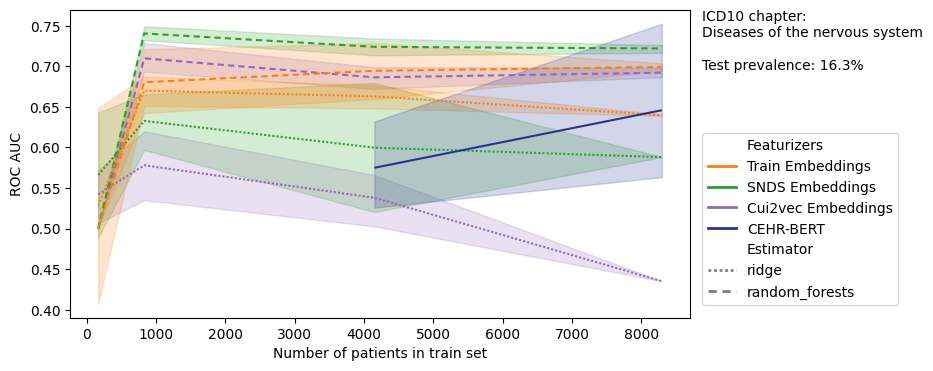 ICD10 chapter:
Diseases of the nervous system
Test prevalence: 16.3%
0.75
0.70
0.65
0.60
0.55
0.50
0.45
0.40
ROC AUC
0
1000
2000
3000
4000
5000
6000
7000
8000
Number of patients in train set
Featurizers
Train Embeddings
SNDS Embeddings
Cui2vec Embeddings
CEHR-BERT
Estimator
ridge
random_forests